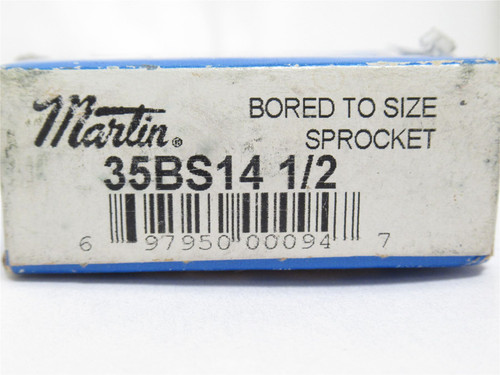 Martin®
BORED TO SIZE
SPROCKET
35BS14 1/2
6 97950 00094 7